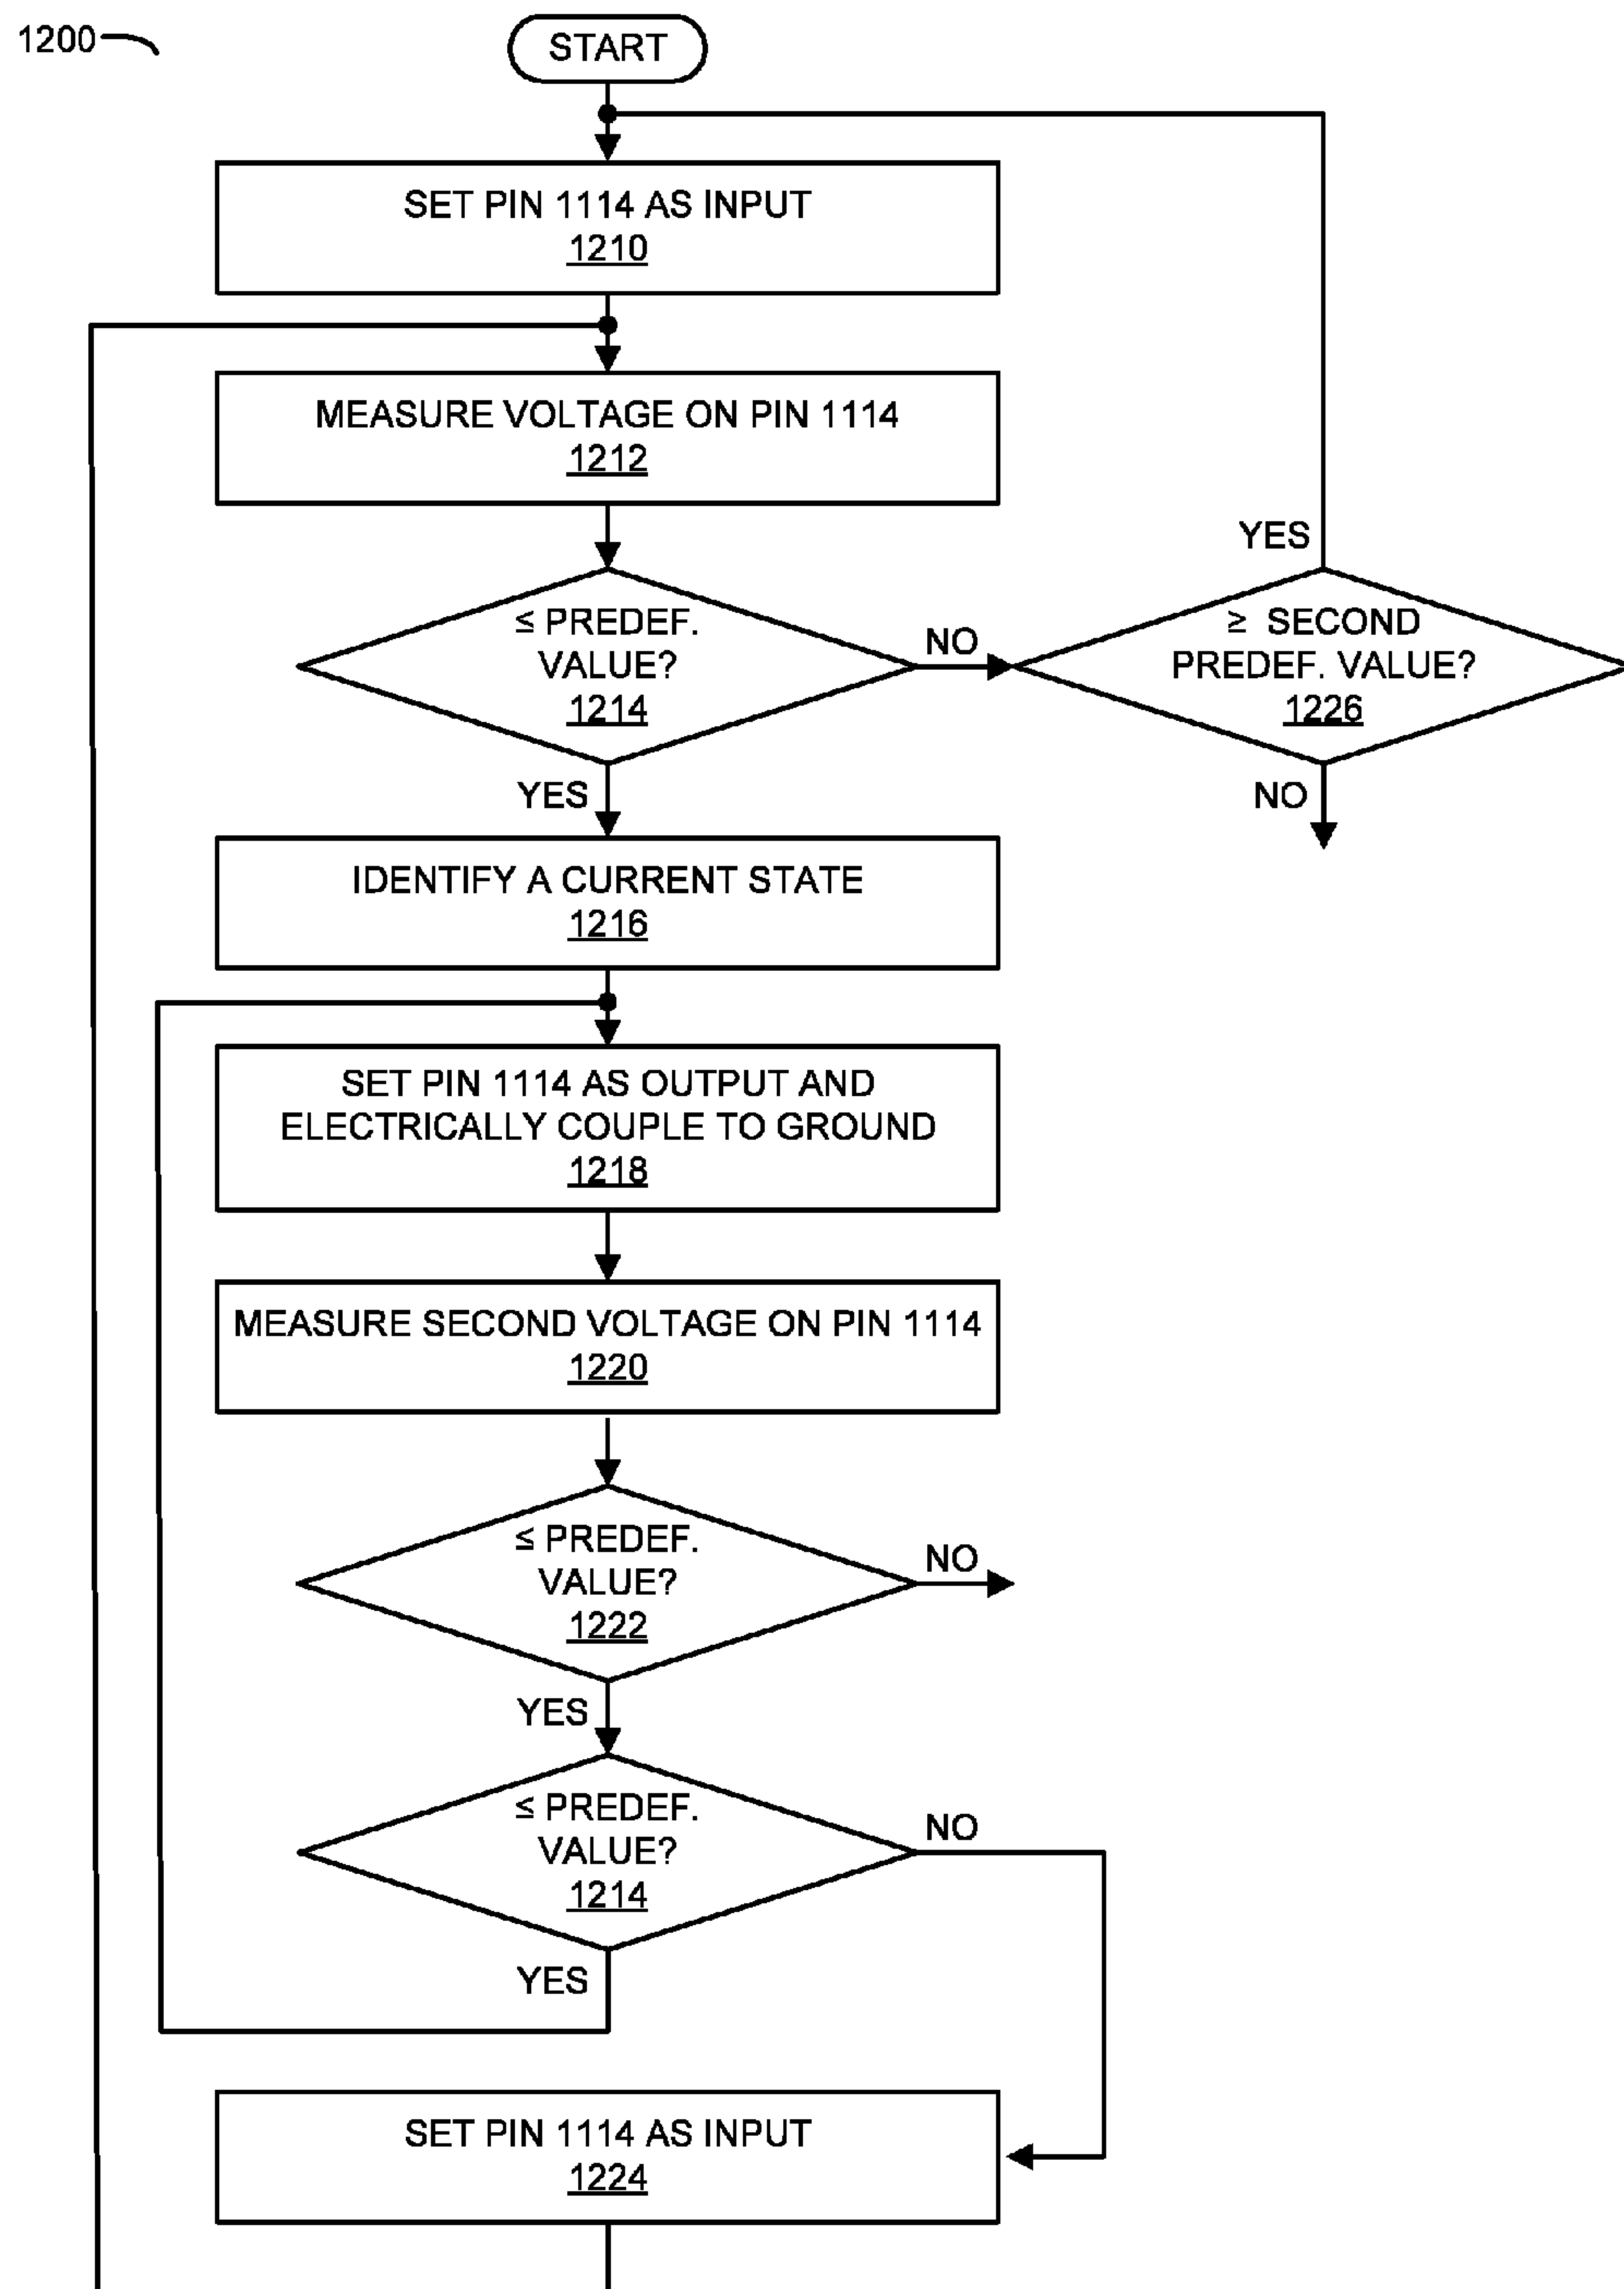 1200
START
SET PIN 1114 AS INPUT
1210
MEASURE VOLTAGE ON PIN 1114
1212
≤ PREDEF.
VALUE?
1214
NO
YES
≥ SECOND
PREDEF. VALUE?
1226
NO
YES
IDENTIFY A CURRENT STATE
1216
SET PIN 1114 AS OUTPUT AND
ELECTRICALLY COUPLE TO GROUND
1218
MEASURE SECOND VOLTAGE ON PIN 1114
1220
≤ PREDEF.
VALUE?
1222
NO
YES
≤ PREDEF.
VALUE?
1214
NO
YES
SET PIN 1114 AS INPUT
1224